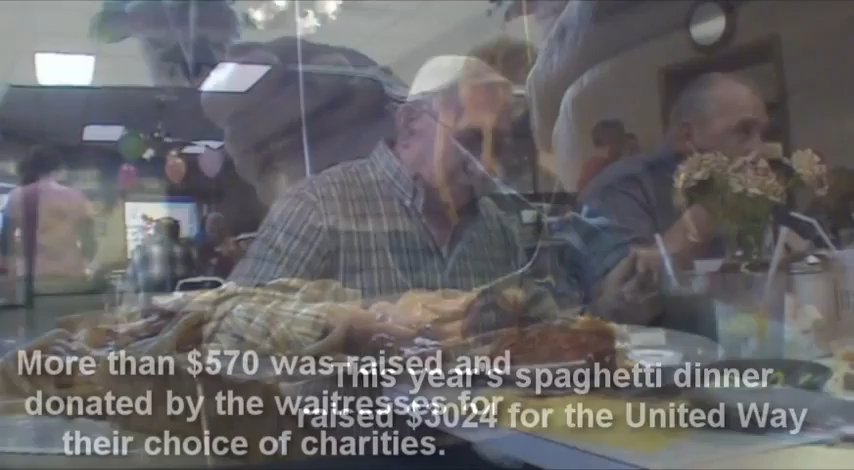 More than $570 was raised and
donated by the waitresses for
their choice of charities.
This year's spaghetti dinner
raised $3024 for the United Way